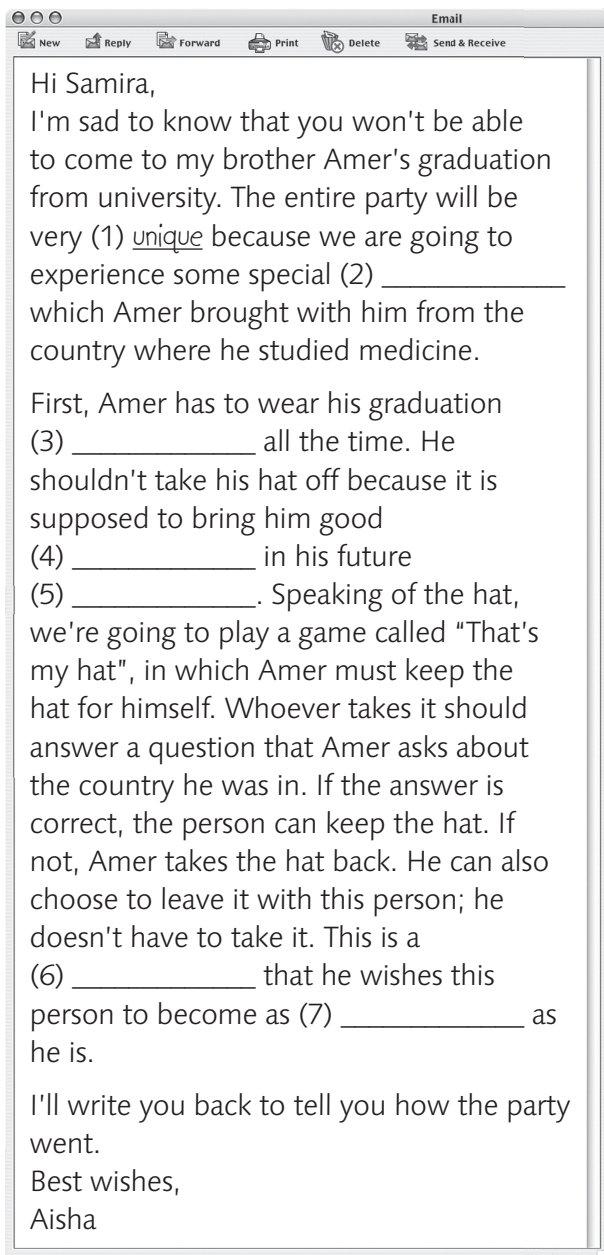 Email
New Reply Forward Print Delete Send & Receive
Hi Samira,
I'm sad to know that you won't be able
to come to my brother Amer's graduation
from university. The entire party will be
very (1) unique because we are going to
experience some special (2) _____________
which Amer brought with him from the
country where he studied medicine.
First, Amer has to wear his graduation
(3) _____________ all the time. He
shouldn't take his hat off because it is
supposed to bring him good
(4) _____________ in his future
(5) _____________. Speaking of the hat,
we're going to play a game called “That's
my hat”, in which Amer must keep the
hat for himself. Whoever takes it should
answer a question that Amer asks about
the country he was in. If the answer is
correct, the person can keep the hat. If
not, Amer takes the hat back. He can also
choose to leave it with this person; he
doesn't have to take it. This is a
(6) _____________ that he wishes this
person to become as (7) _____________ as
he is.
I'll write you back to tell you how the party
went.
Best wishes,
Aisha